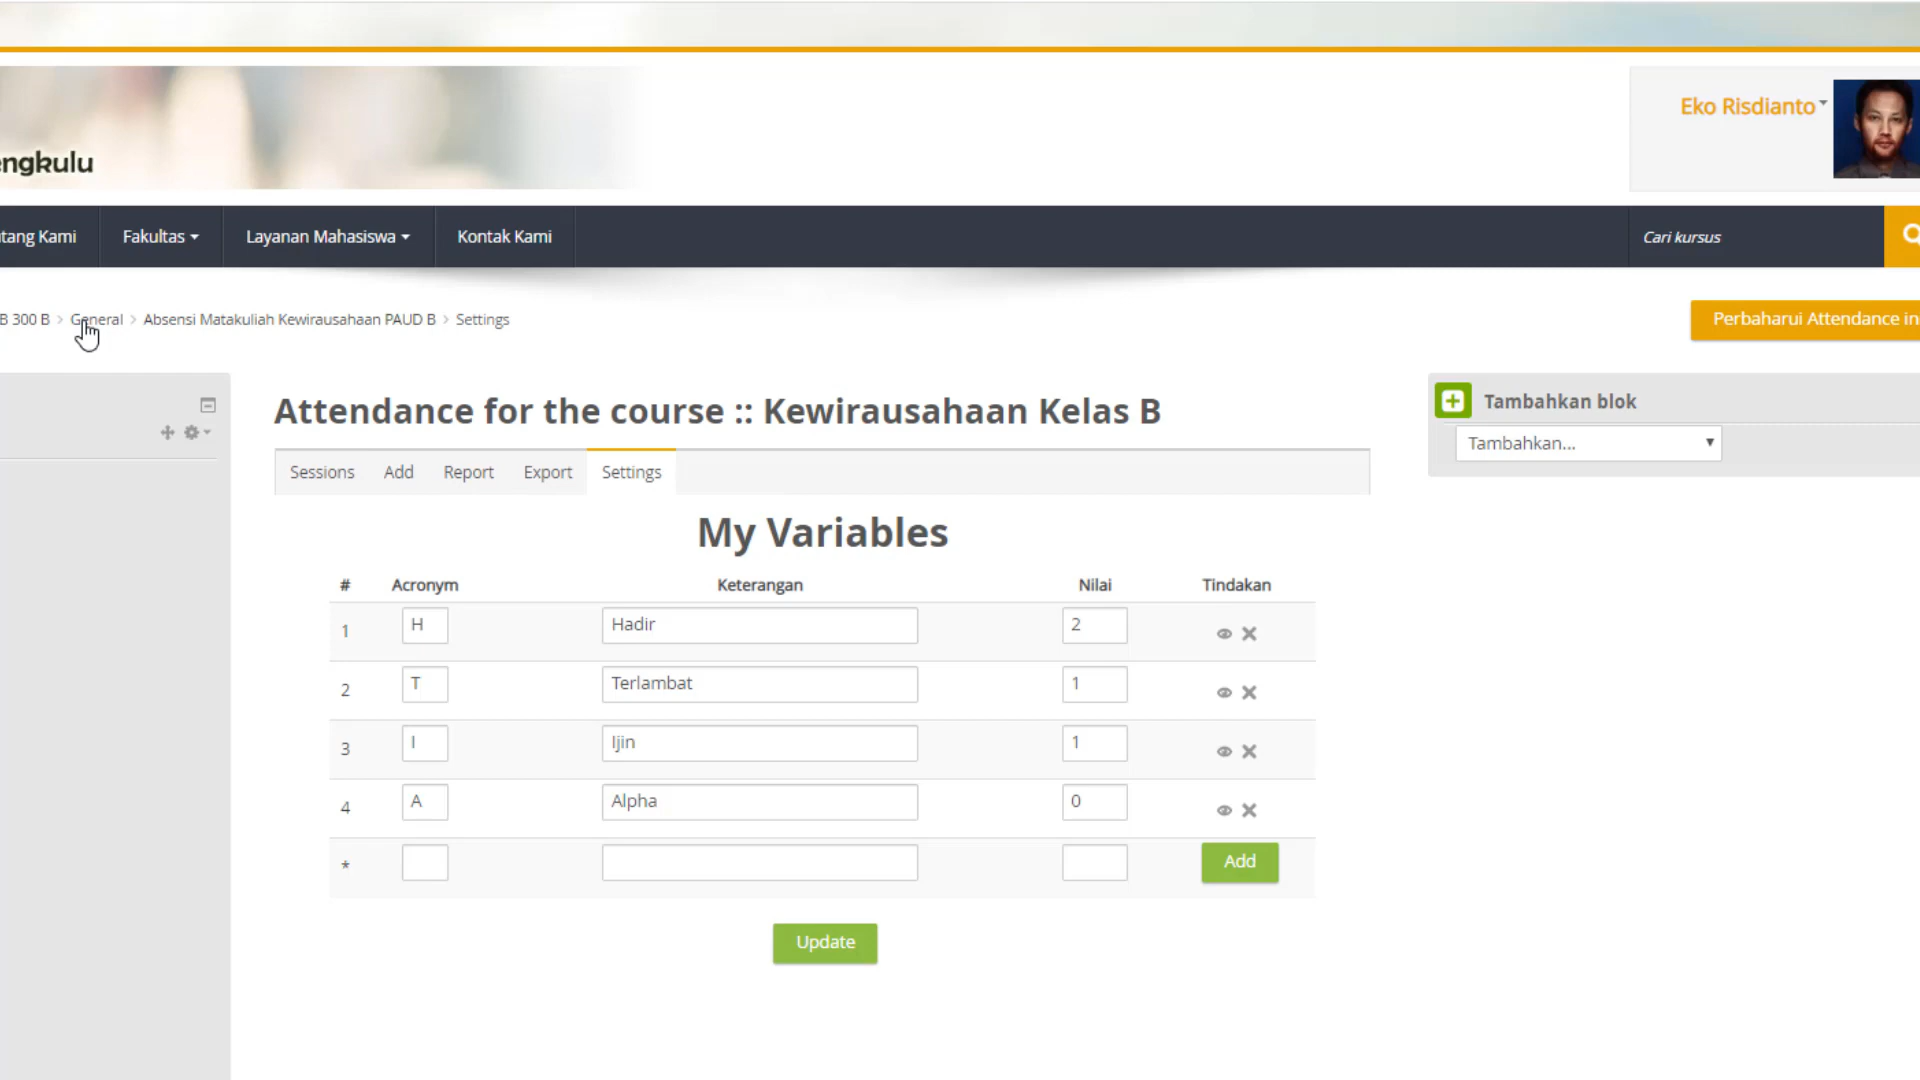 Eko Risdianto
engkulu
tang Kami Fakultas Layanan Mahasiswa Kontak Kami Cari kursus
B 300 B > General > Absensi Matakuliah Kewirausahaan PAUD B > Settings
Perbaharui Attendance in
Attendance for the course :: Kewirausahaan Kelas B
Tambahkan blok
Tambahkan...
Sessions Add Report Export Settings
My Variables
# Acronym Keterangan Nilai Tindakan
1 H Hadir 2
2 T Terlambat 1
3 I Ijin 1
4 A Alpha 0
* Add
Update